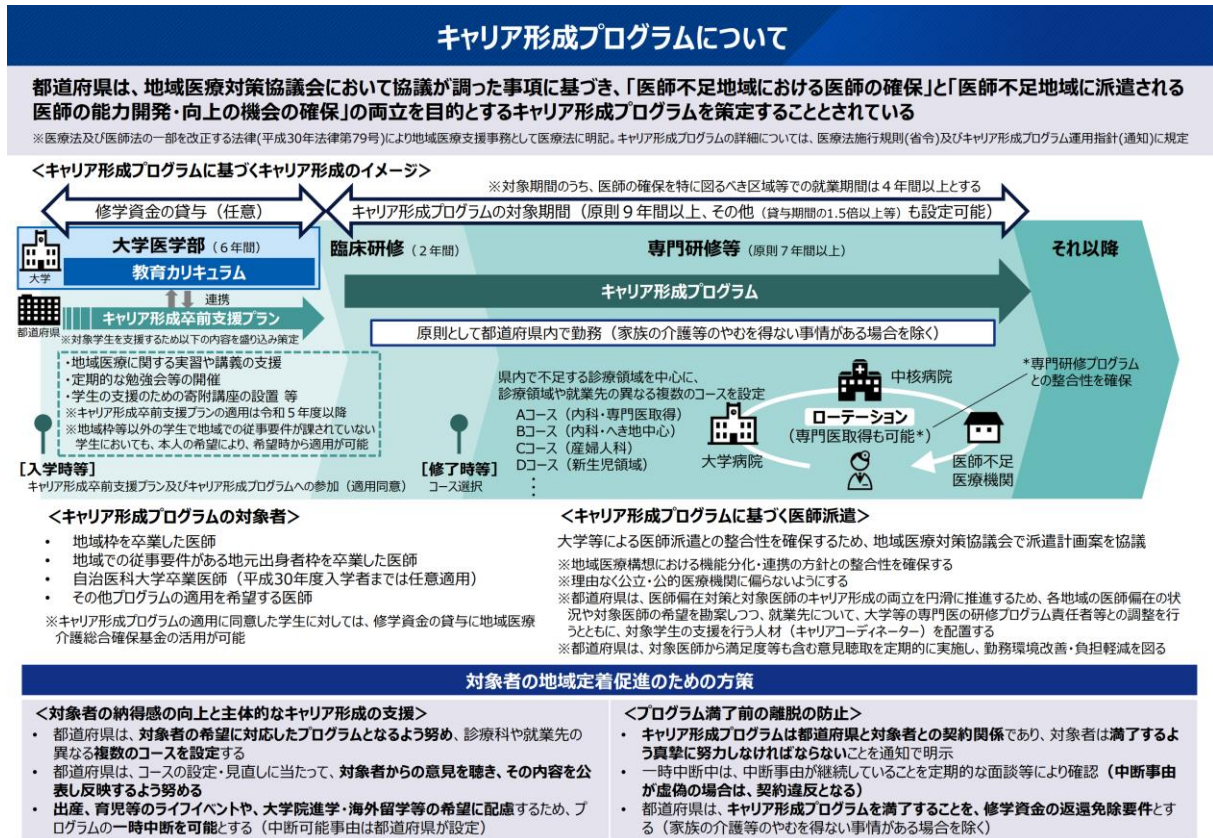 キャリア形成プログラムについて
都道府県は、地域医療対策協議会において協議が調った事項に基づき、「医師不足地域における医師の確保」と「医師不足地域に派遣される
医師の能力開発・向上の機会の確保」の両立を目的とするキャリア形成プログラムを策定することとされている
※医療法及び医師法の一部を改正する法律(平成30年法律第79号)により地域医療支援事務として医療法に明記。キャリア形成プログラムの詳細については、医療法施行規則(省令)及びキャリア形成プログラム運用指針(通知)に規定
<キャリア形成プログラムに基づくキャリア形成のイメージ>
※対象期間のうち、医師の確保を特に図るべき区域等での就業期間は４年間以上とする
修学資金の貸与（任意）
キャリア形成プログラムの対象期間（原則９年間以上、その他（貸与期間の1.5倍以上等）も設定可能）
大学
大学医学部（６年間）
教育カリキュラム
連携
都道府県
キャリア形成卒前支援プラン
※対象学生を支援するため以下の内容を盛り込み策定
・地域医療に関する実習や講義の支援
・定期的な勉強会等の開催
・学生の支援のための寄附講座の設置 等
※キャリア形成卒前支援プランの適用は令和５年度以降
※地域枠等以外の学生で地域での従事要件が課されていない
学生においても、本人の希望により、希望時から適用が可能
[入学時等]
キャリア形成卒前支援プラン及びキャリア形成プログラムへの参加（適用同意）
臨床研修（２年間）
専門研修等（原則７年間以上）
それ以降
キャリア形成プログラム
原則として都道府県内で勤務（家族の介護等のやむを得ない事情がある場合を除く）
県内で不足する診療領域を中心に、
診療領域や就業先の異なる複数のコースを設定
Aコース（内科・専門医取得）
Bコース（内科・へき地中心）
Cコース（産婦人科）
Dコース（新生児領域）
⋮
[修了時等]
コース選択
大学病院
中核病院
ローテーション
（専門医取得も可能*）
医師不足
医療機関
*専門研修プログラム
との整合性を確保
<キャリア形成プログラムの対象者>
• 地域枠を卒業した医師
• 地域での従事要件がある地元出身者枠を卒業した医師
• 自治医科大学卒業医師（平成30年度入学者までは任意適用）
• その他プログラムの適用を希望する医師
※キャリア形成プログラムの適用に同意した学生に対しては、修学資金の貸与に地域医療
介護総合確保基金の活用が可能
<キャリア形成プログラムに基づく医師派遣>
大学等による医師派遣との整合性を確保するため、地域医療対策協議会で派遣計画案を協議
※地域医療構想における機能分化・連携の方針との整合性を確保する
※理由なく公立・公的医療機関に偏らないようにする
※都道府県は、医師偏在対策と対象医師のキャリア形成の両立を円滑に推進するため、各地域の医師偏在の状
況や対象医師の希望を勘案しつつ、就業先について、大学等の専門医の研修プログラム責任者等との調整を行
うとともに、対象学生の支援を行う人材（キャリアコーディネーター）を配置する
※都道府県は、対象医師から満足度等も含む意見聴取を定期的に実施し、勤務環境改善・負担軽減を図る
対象者の地域定着促進のための方策
<対象者の納得感の向上と主体的なキャリア形成の支援>
• 都道府県は、対象者の希望に対応したプログラムとなるよう努め、診療科や就業先の
異なる複数のコースを設定する
• 都道府県は、コースの設定・見直しに当たって、対象者からの意見を聴き、その内容を公
表し反映するよう努める
• 出産、育児等のライフイベントや、大学院進学・海外留学等の希望に配慮するため、プ
ログラムの一時中断を可能とする（中断可能事由は都道府県が設定）
<プログラム満了前の離脱の防止>
• キャリア形成プログラムは都道府県と対象者との契約関係であり、対象者は満了するよ
う真摯に努力しなければならないことを通知で明示
• 一時中断中は、中断事由が継続していることを定期的な面談等により確認（中断事由
が虚偽の場合は、契約違反となる）
• 都道府県は、キャリア形成プログラムを満了することを、修学資金の返還免除要件とす
る（家族の介護等のやむを得ない事情がある場合を除く）